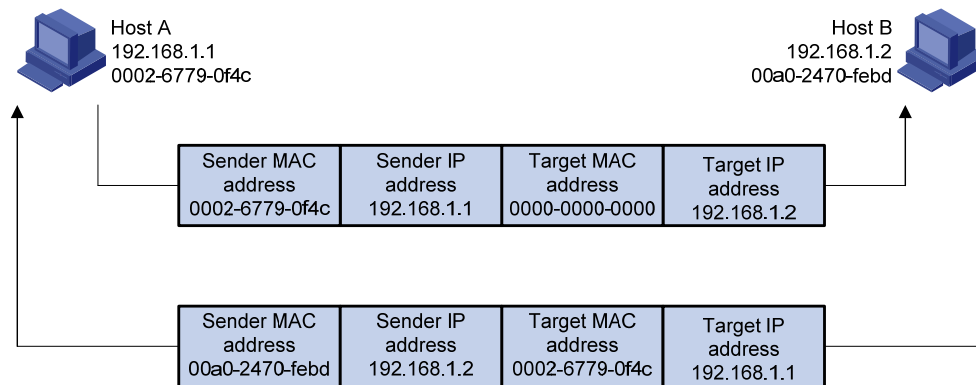 Host A
192.168.1.1
0002-6779-0f4c
Host B
192.168.1.2
00a0-2470-febd
Sender MAC
address
0002-6779-0f4c
Sender IP
address
192.168.1.1
Target MAC
address
0000-0000-0000
Target IP
address
192.168.1.2
Sender MAC
address
00a0-2470-febd
Sender IP
address
192.168.1.2
Target MAC
address
0002-6779-0f4c
Target IP
address
192.168.1.1